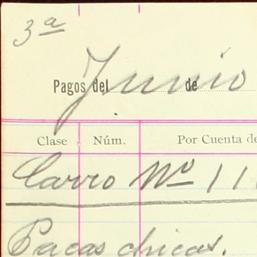 3ª
Pagos del Junio de
Clase Núm. Por Cuenta de
Carro Nº 11
Pacas chicas.